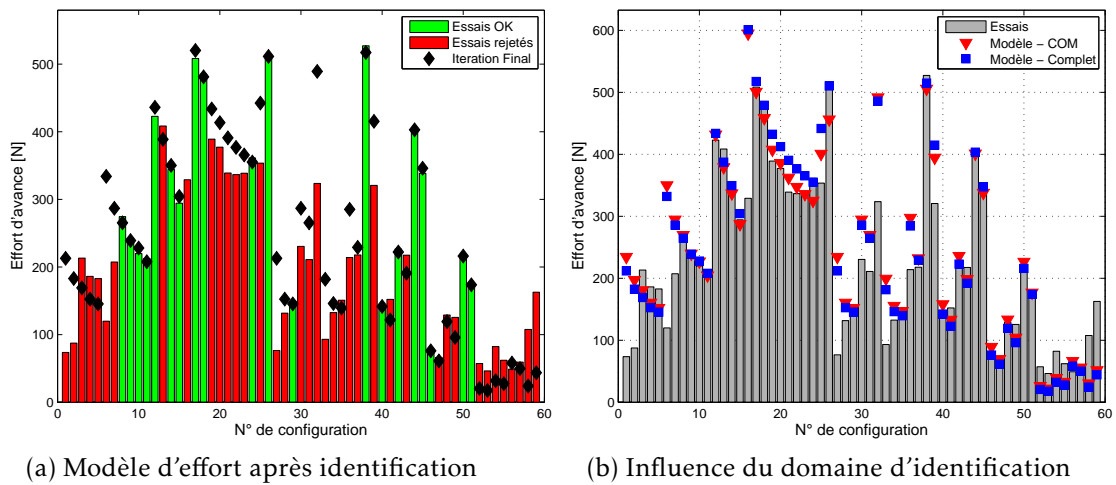 Essais OK
Essais rejetés
Iteration Final
500
400
300
200
100
0
Effort d'avance [N]
0 10 20 30 40 50 60
N° de configuration
(a) Modèle d'effort après identification
Essais
Modèle − COM
Modèle − Complet
600
500
400
300
200
100
0
Effort d'avance [N]
0 10 20 30 40 50 60
N° de configuration
(b) Influence du domaine d'identification